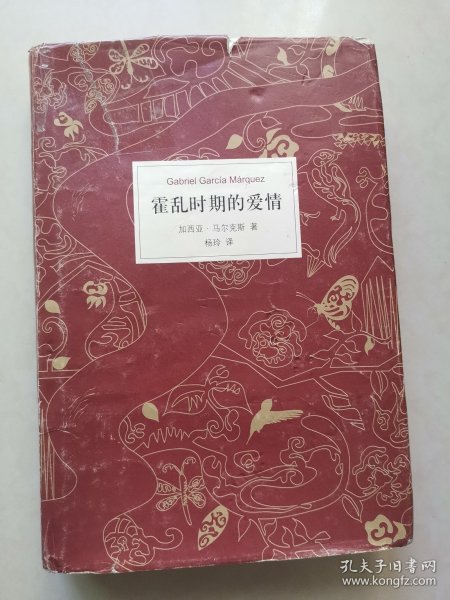 Gabriel García Márquez
霍乱时期的爱情
加西亚·马尔克斯 著
杨玲 译
孔夫子旧书网
www.kongfz.com